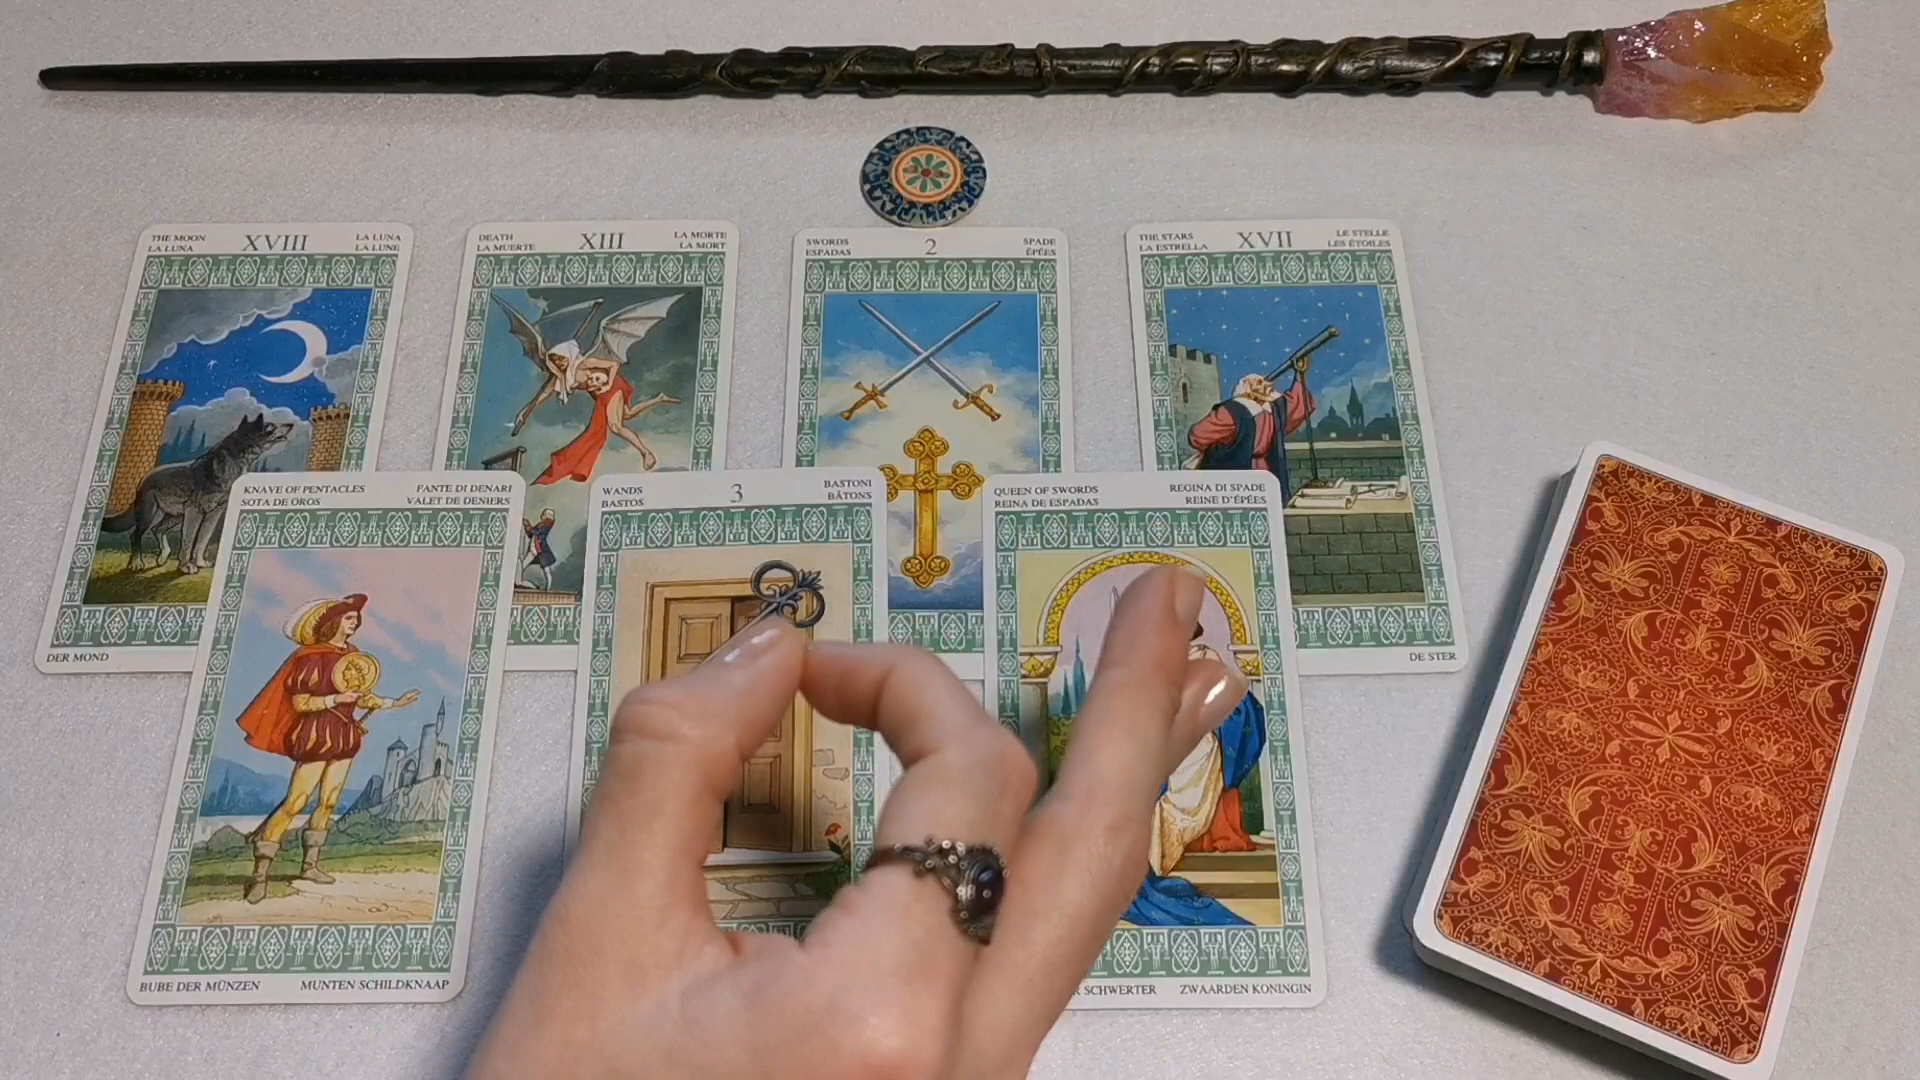 THE MOON XVIII LA LUNA
LA LUNA LA LUNE
DEATH XIII LA MORTE
LA MUERTE LA MORT
SWORDS 2 SPADE
ESPADAS ÉPÉES
THE STARS XVII LE STELLE
LA ESTRELLA LES ÉTOILES
DER MOND
DE STER
KNAVE OF PENTACLES FANTE DI DENARI
SOTA DE OROS VALET DE DENIERS
WANDS 3 BASTONI
BASTOS BÂTONS
QUEEN OF SWORDS REGINA DI SPADE
REINA DE ESPADAS REINE D'ÉPÉES
BUBE DER MÜNZEN MUNTEN SCHILDKNAAP
SCHWERTER ZWAARDEN KONINGIN